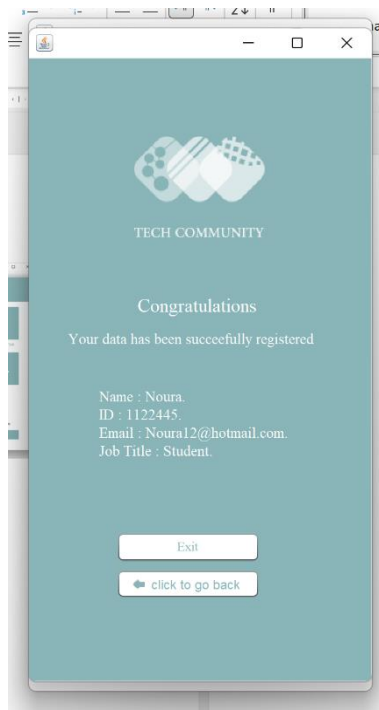 TECH COMMUNITY
Congratulations
Your data has been succeefully registered
Name : Noura.
ID : 1122445.
Email : Noura12@hotmail.com.
Job Title : Student.
Exit
click to go back